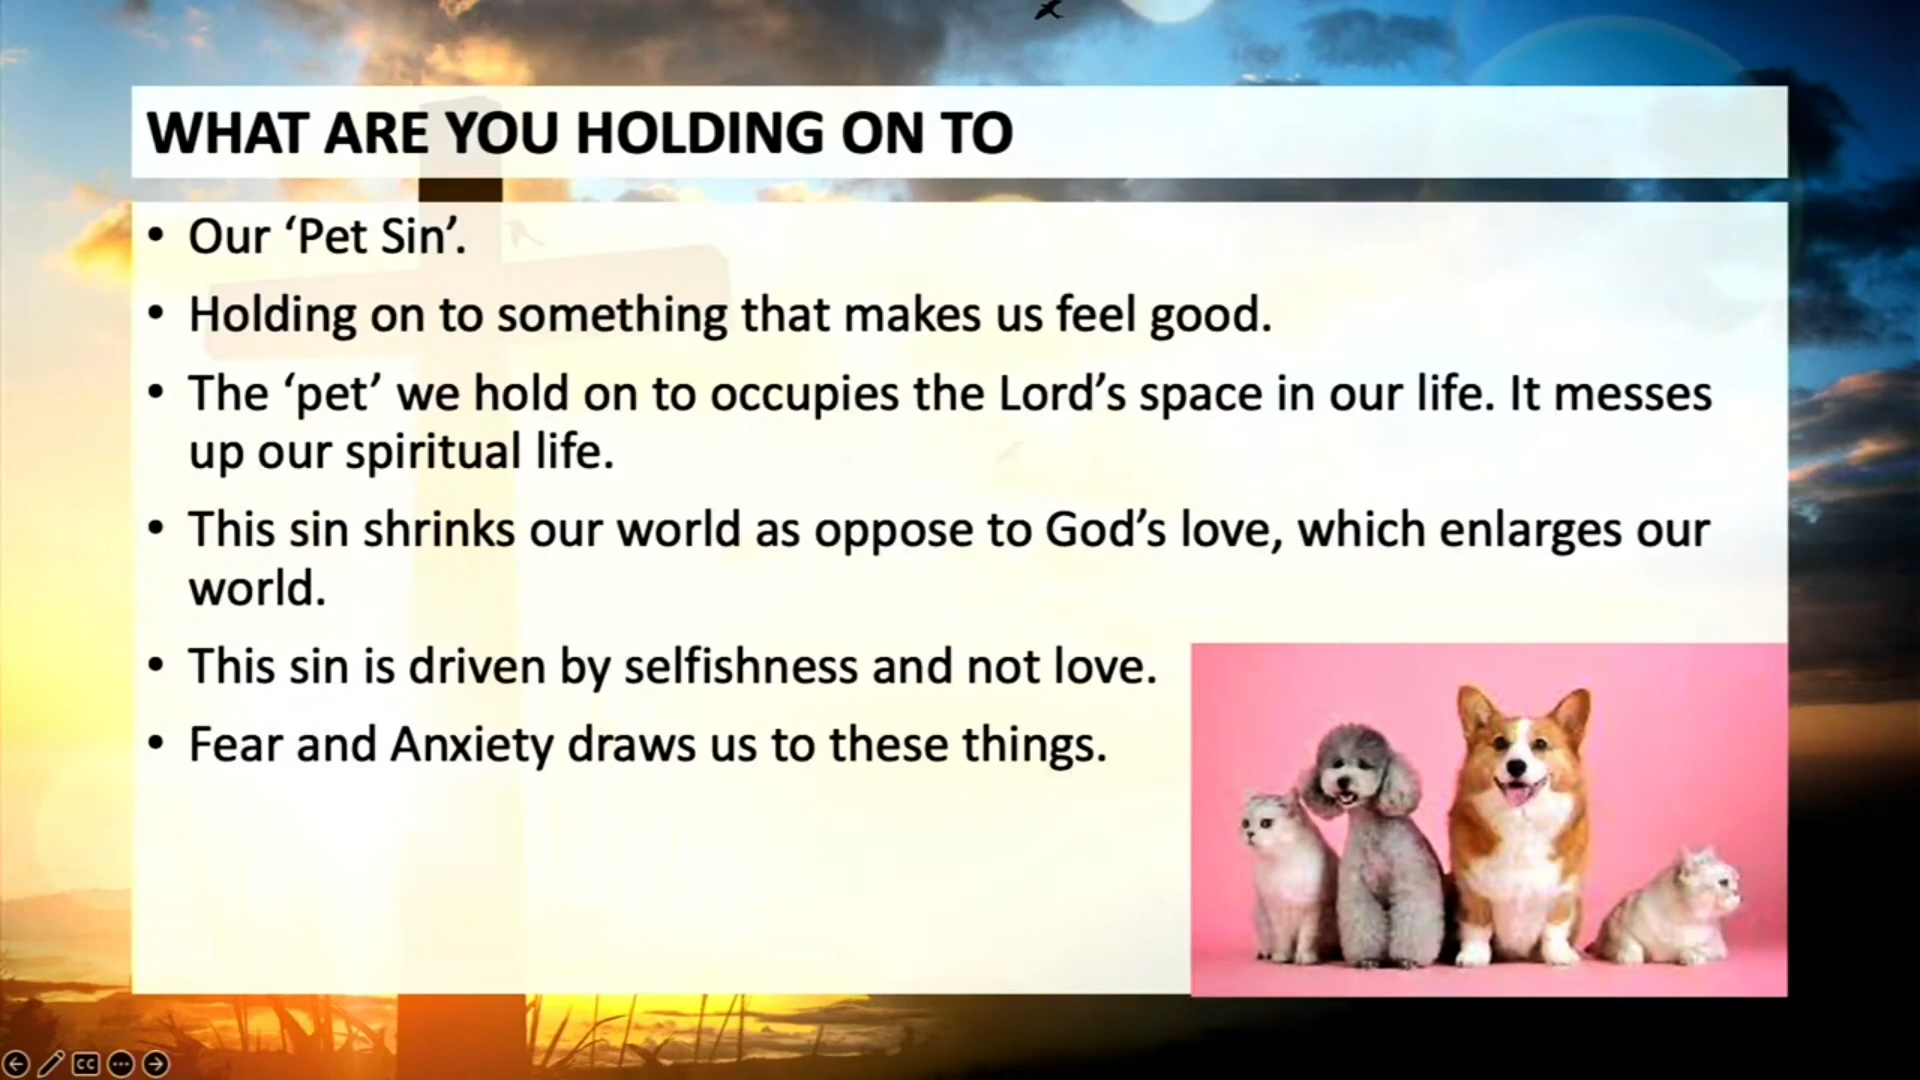 WHAT ARE YOU HOLDING ON TO
• Our ‘Pet Sin’.
• Holding on to something that makes us feel good.
• The ‘pet’ we hold on to occupies the Lord’s space in our life. It messes
up our spiritual life.
• This sin shrinks our world as oppose to God’s love, which enlarges our
world.
• This sin is driven by selfishness and not love.
• Fear and Anxiety draws us to these things.
CC